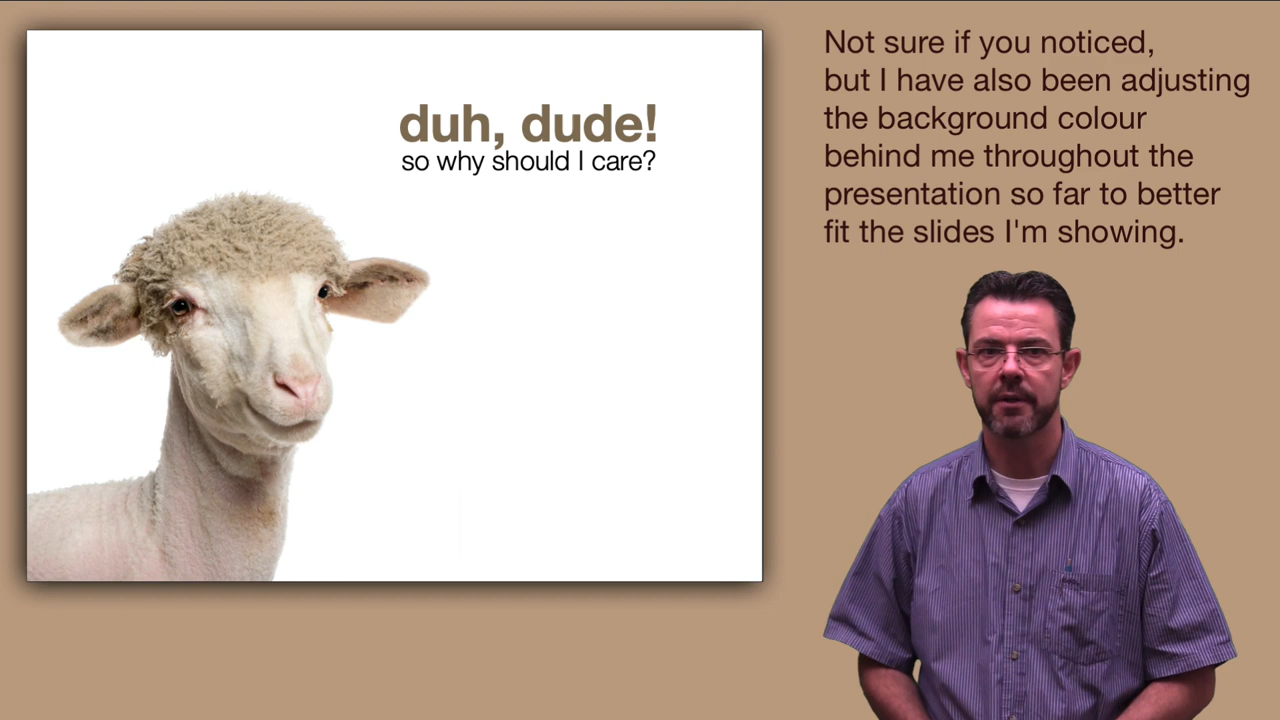 duh, dude!
so why should I care?
Not sure if you noticed,
but I have also been adjusting
the background colour
behind me throughout the
presentation so far to better
fit the slides I'm showing.